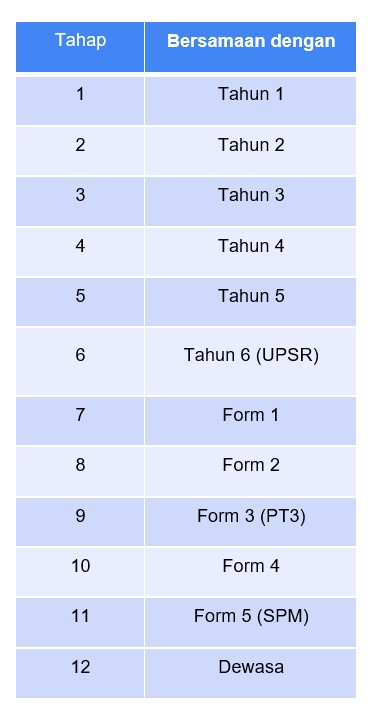 Tahap Bersamaan dengan
1 Tahun 1
2 Tahun 2
3 Tahun 3
4 Tahun 4
5 Tahun 5
6 Tahun 6 (UPSR)
7 Form 1
8 Form 2
9 Form 3 (PT3)
10 Form 4
11 Form 5 (SPM)
12 Dewasa